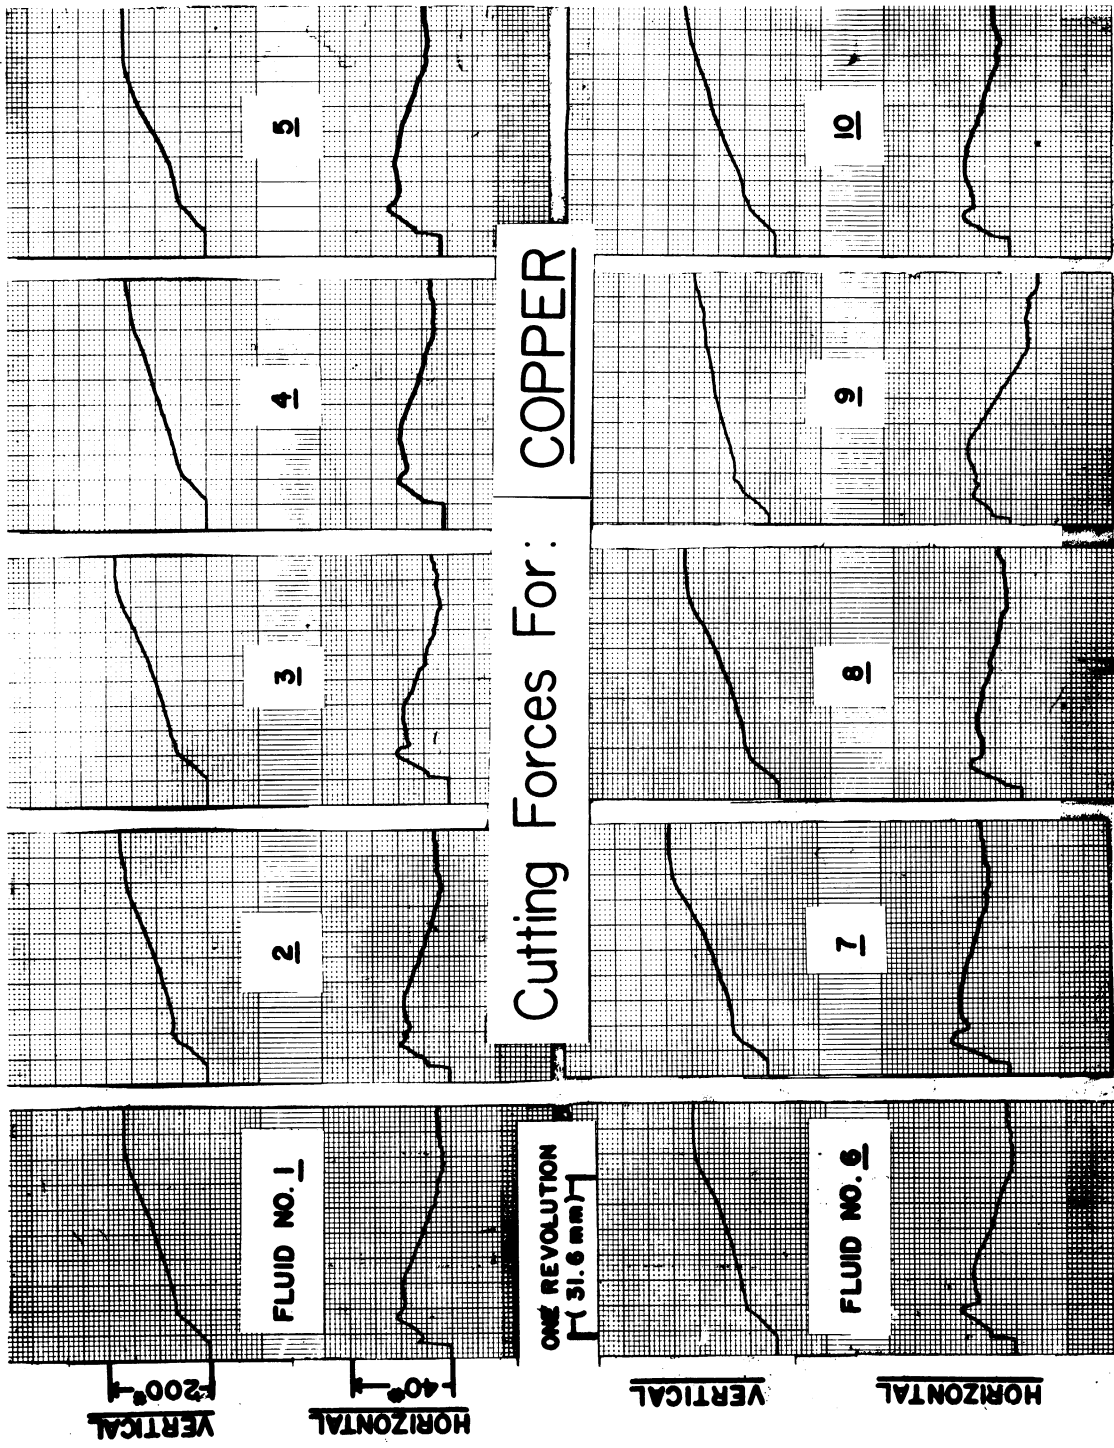 VERTICAL
200#
HORIZONTAL
40#
FLUID NO. 1
2
3
4
5
Cutting Forces For: COPPER
ONE REVOLUTION
(31.6 mm)
VERTICAL
HORIZONTAL
FLUID NO. 6
7
8
9
10